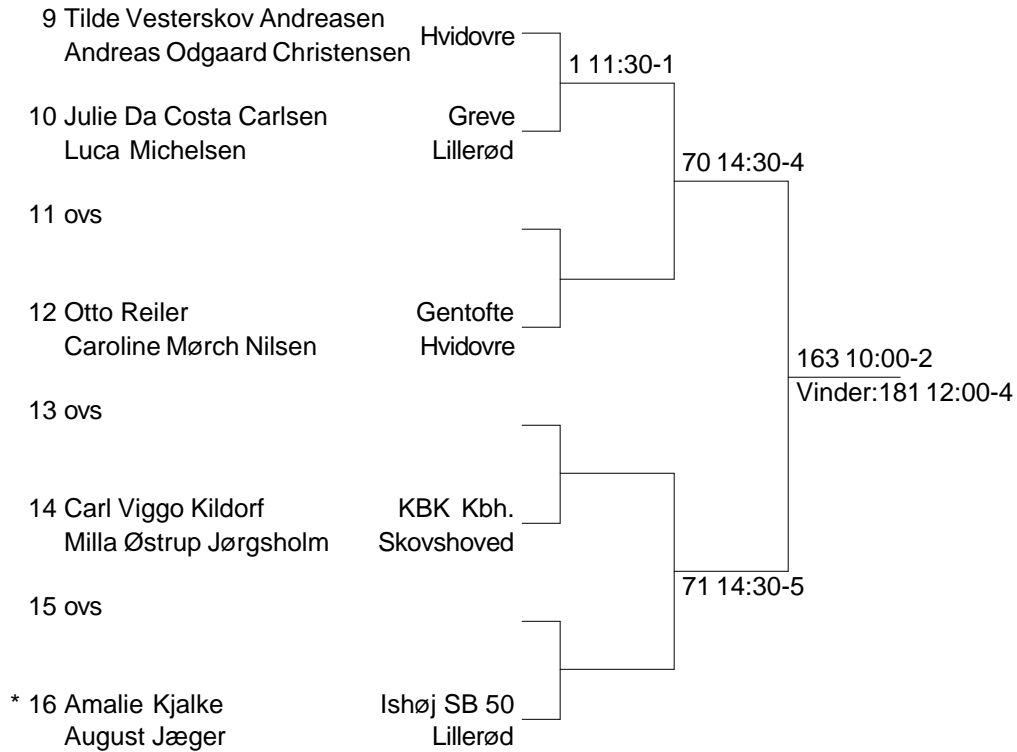 9 Tilde Vesterskov Andreasen
Andreas Odgaard Christensen
Hvidovre
1 11:30-1
10 Julie Da Costa Carlsen Greve
Luca Michelsen Lillerød
70 14:30-4
11 ovs
12 Otto Reiler Gentofte
Caroline Mørch Nilsen Hvidovre
163 10:00-2
Vinder:181 12:00-4
13 ovs
14 Carl Viggo Kildorf KBK Kbh.
Milla Østrup Jørgsholm Skovshoved
71 14:30-5
15 ovs
* 16 Amalie Kjalke Ishøj SB 50
August Jæger Lillerød